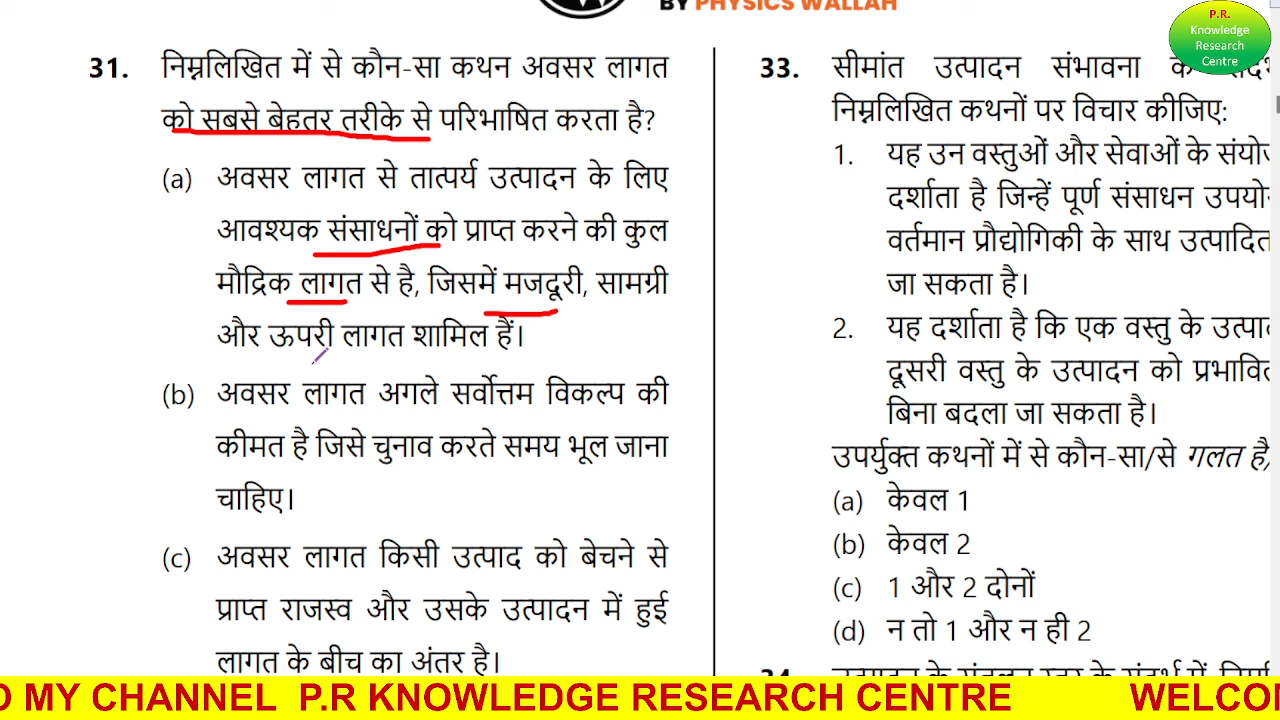 BY PHYSICS WALLAH
P.R.
Knowledge
Research
Centre
31. निम्नलिखित में से कौन-सा कथन अवसर लागत
को सबसे बेहतर तरीके से परिभाषित करता है?
(a) अवसर लागत से तात्पर्य उत्पादन के लिए
आवश्यक संसाधनों को प्राप्त करने की कुल
मौद्रिक लागत से है, जिसमें मजदूरी, सामग्री
और ऊपरी लागत शामिल हैं।
(b) अवसर लागत अगले सर्वोत्तम विकल्प की
कीमत है जिसे चुनाव करते समय भूल जाना
चाहिए।
(c) अवसर लागत किसी उत्पाद को बेचने से
प्राप्त राजस्व और उसके उत्पादन में हुई
लागत के बीच का अंतर है।
33. सीमांत उत्पादन संभावना
निम्नलिखित कथनों पर विचार कीजिए:
1. यह उन वस्तुओं और सेवाओं के
दर्शाता है जिन्हें पूर्ण संसाधन
वर्तमान प्रौद्योगिकी के साथ
जा सकता है।
2. यह दर्शाता है कि एक वस्तु के
दूसरी वस्तु के उत्पादन को
बिना बदला जा सकता है।
उपर्युक्त कथनों में से कौन-सा/से गलत है/
(a) केवल 1
(b) केवल 2
(c) 1 और 2 दोनों
(d) न तो 1 और न ही 2
MY CHANNEL P.R KNOWLEDGE RESEARCH CENTRE